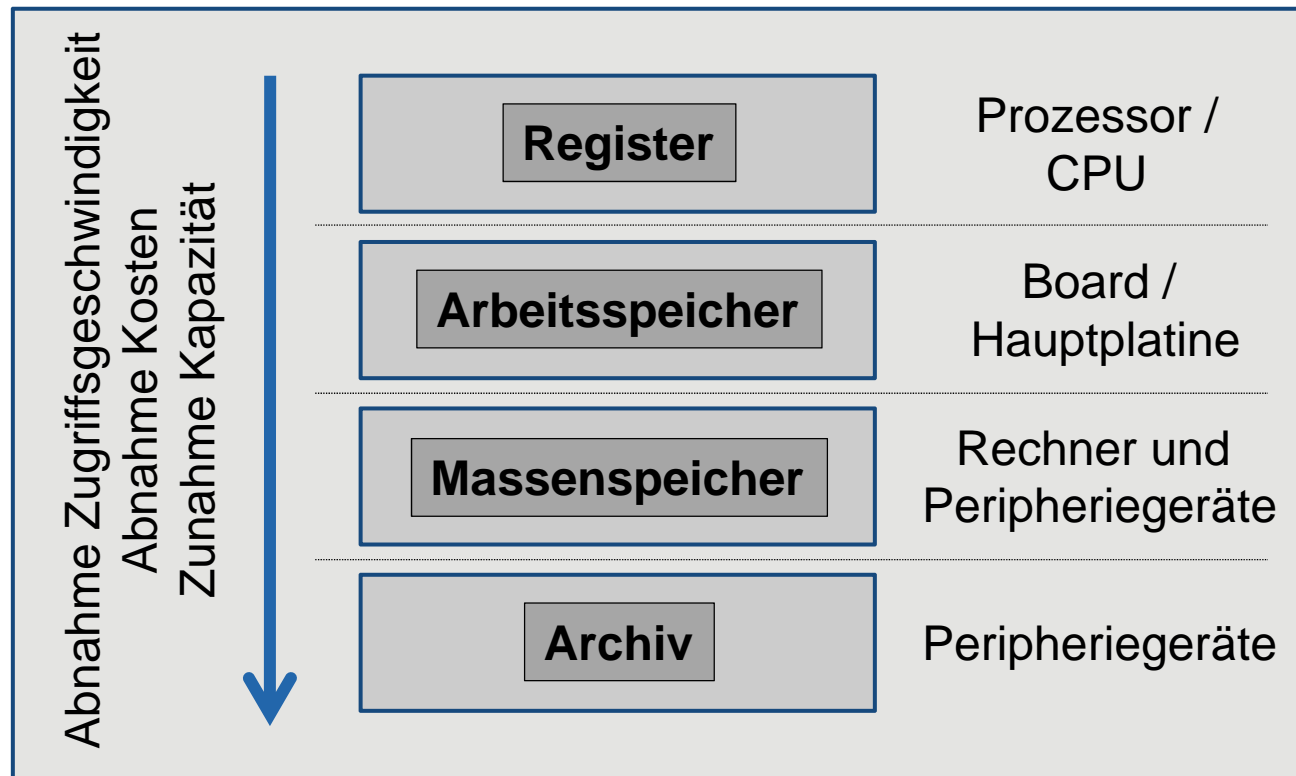 Abnahme Zugriffsgeschwindigkeit
Abnahme Kosten
Zunahme Kapazität
Register
Prozessor /
CPU
Arbeitsspeicher
Board /
Hauptplatine
Massenspeicher
Rechner und
Peripheriegeräte
Archiv
Peripheriegeräte